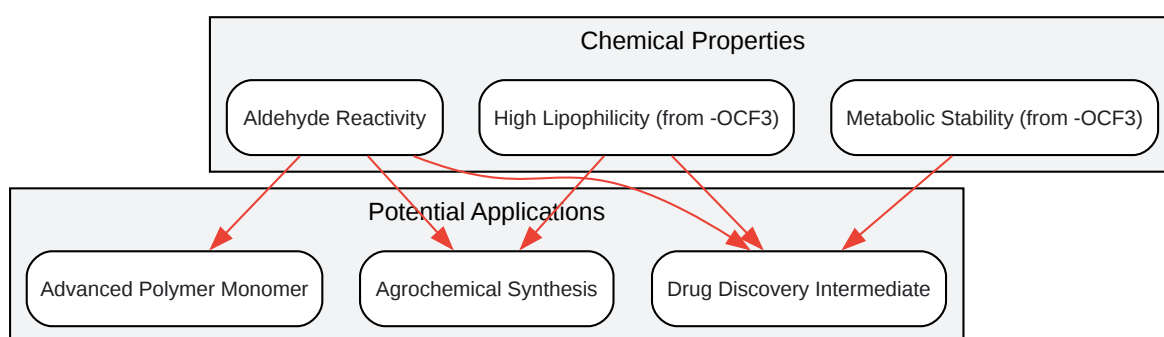 Chemical Properties
Aldehyde Reactivity
High Lipophilicity (from -OCF3)
Metabolic Stability (from -OCF3)
Potential Applications
Advanced Polymer Monomer
Agrochemical Synthesis
Drug Discovery Intermediate